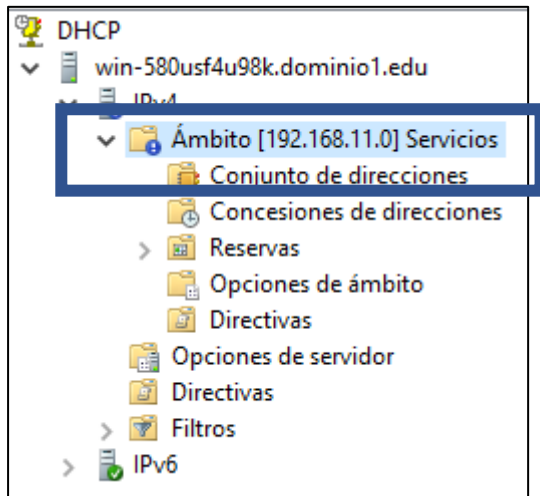 DHCP
win-580usf4u98k.dominio1.edu
IPv4
Ámbito [192.168.11.0] Servicios
Conjunto de direcciones
Concesiones de direcciones
Reservas
Opciones de ámbito
Directivas
Opciones de servidor
Directivas
Filtros
IPv6